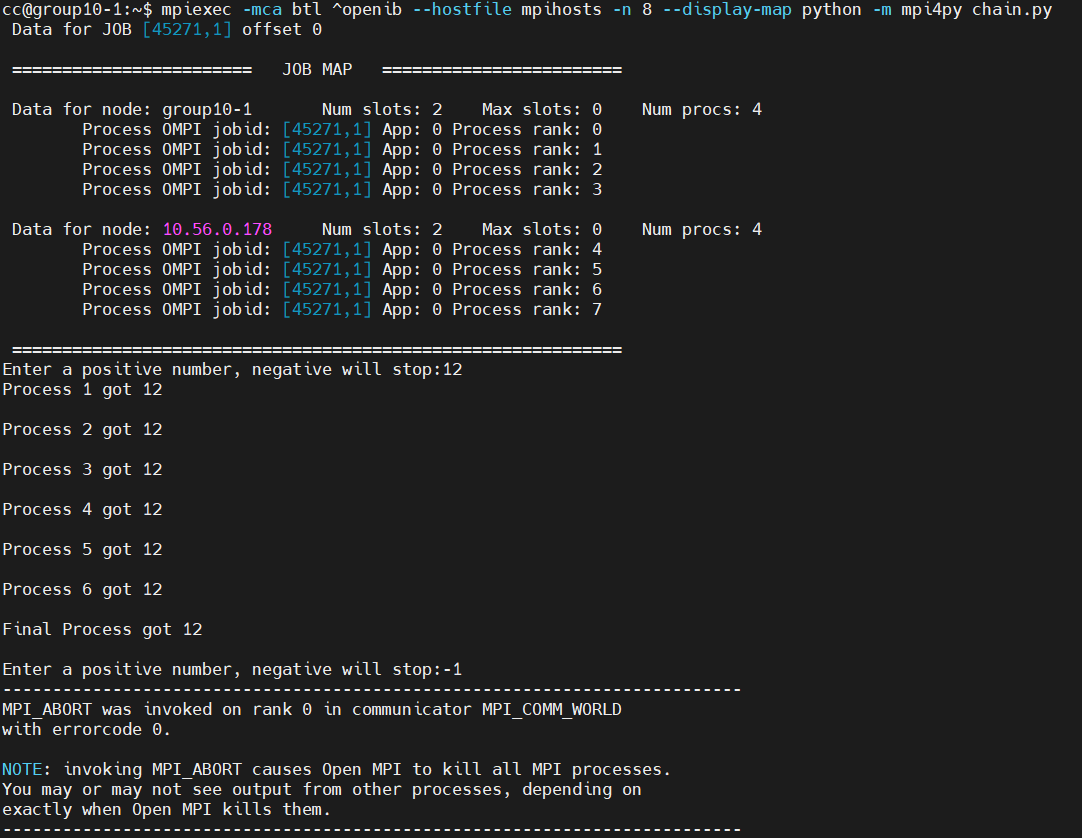 cc@group10-1:~$ mpiexec -mca btl ^openib --hostfile mpihosts -n 8 --display-map python -m mpi4py chain.py
Data for JOB [45271,1] offset 0
========================   JOB MAP   ========================
Data for node: group10-1       Num slots: 2    Max slots: 0    Num procs: 4
Process OMPI jobid: [45271,1] App: 0 Process rank: 0
Process OMPI jobid: [45271,1] App: 0 Process rank: 1
Process OMPI jobid: [45271,1] App: 0 Process rank: 2
Process OMPI jobid: [45271,1] App: 0 Process rank: 3
Data for node: 10.56.0.178     Num slots: 2    Max slots: 0    Num procs: 4
Process OMPI jobid: [45271,1] App: 0 Process rank: 4
Process OMPI jobid: [45271,1] App: 0 Process rank: 5
Process OMPI jobid: [45271,1] App: 0 Process rank: 6
Process OMPI jobid: [45271,1] App: 0 Process rank: 7
=============================================================
Enter a positive number, negative will stop:12
Process 1 got 12
Process 2 got 12
Process 3 got 12
Process 4 got 12
Process 5 got 12
Process 6 got 12
Final Process got 12
Enter a positive number, negative will stop:-1
--------------------------------------------------------------------------
MPI_ABORT was invoked on rank 0 in communicator MPI_COMM_WORLD
with errorcode 0.
NOTE: invoking MPI_ABORT causes Open MPI to kill all MPI processes.
You may or may not see output from other processes, depending on
exactly when Open MPI kills them.
--------------------------------------------------------------------------